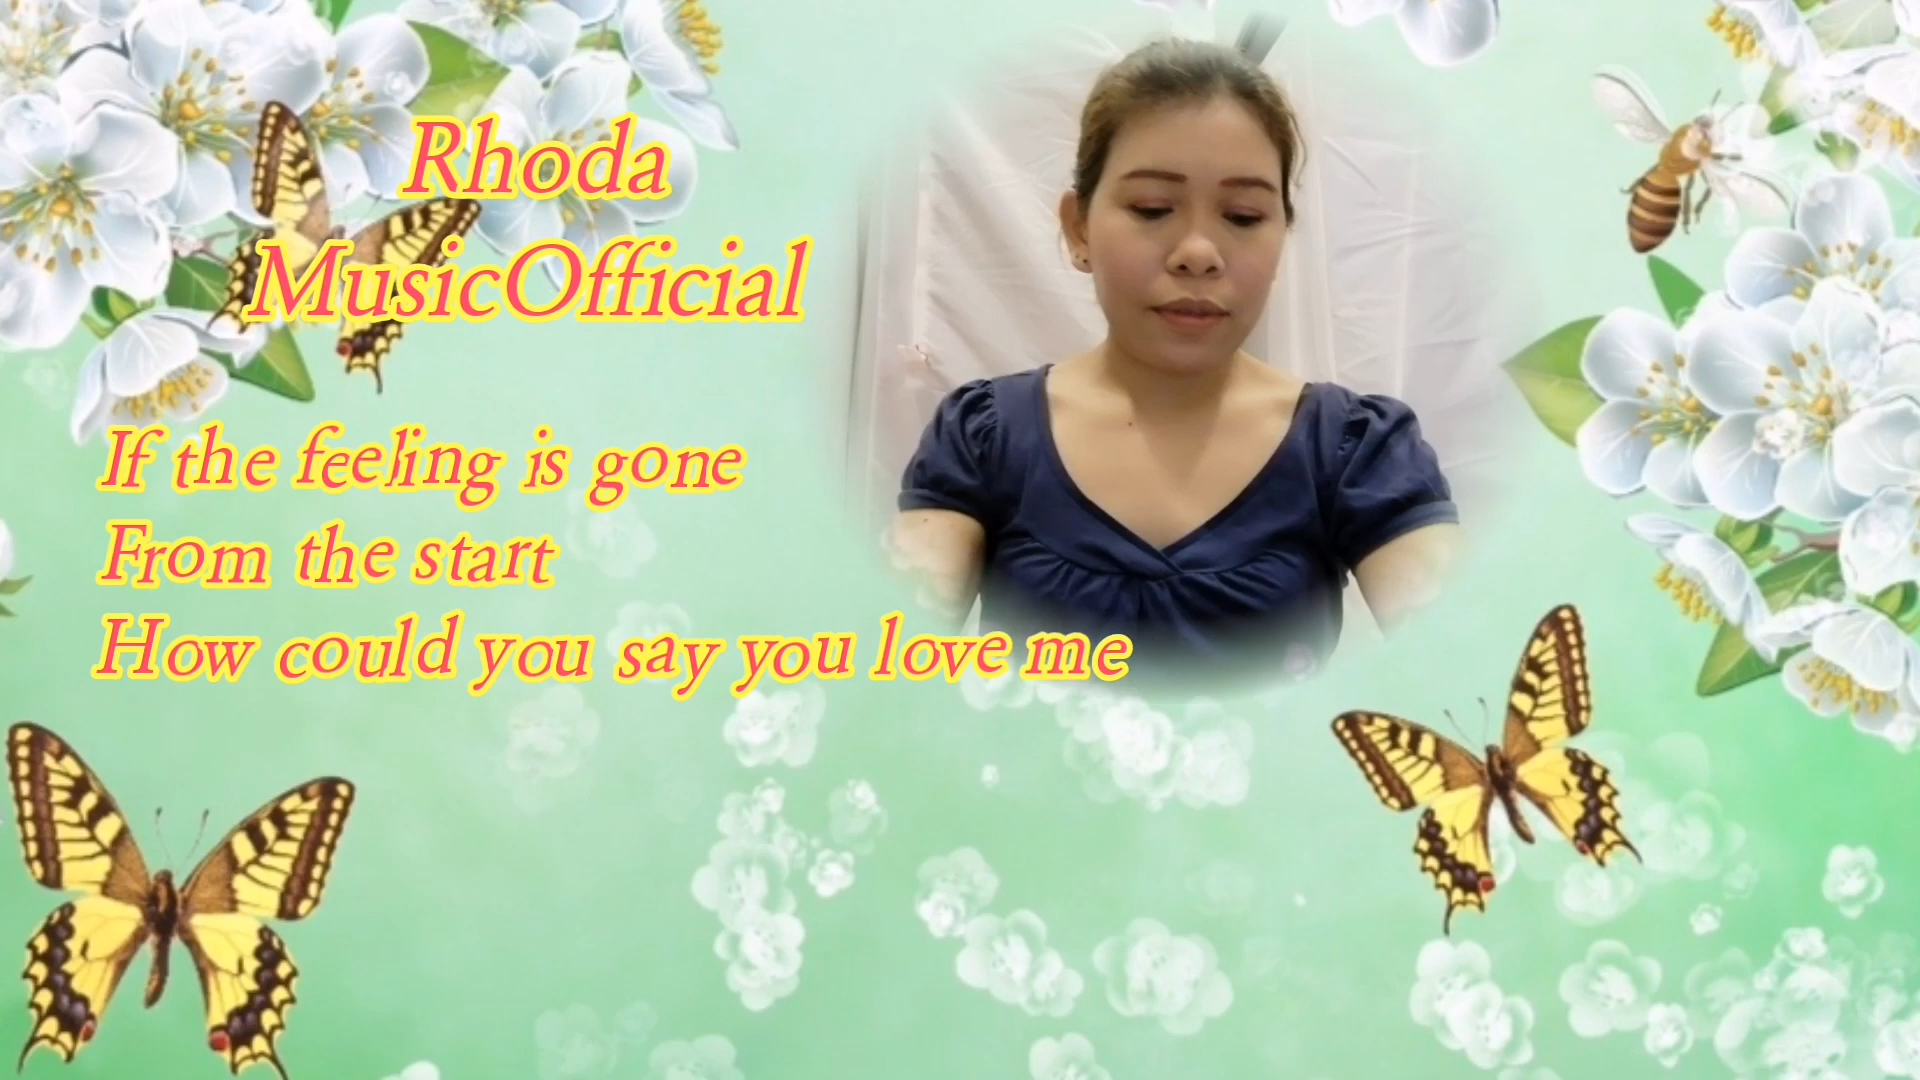 Rhoda
MusicOfficial
If the feeling is gone
From the start
How could you say you love me